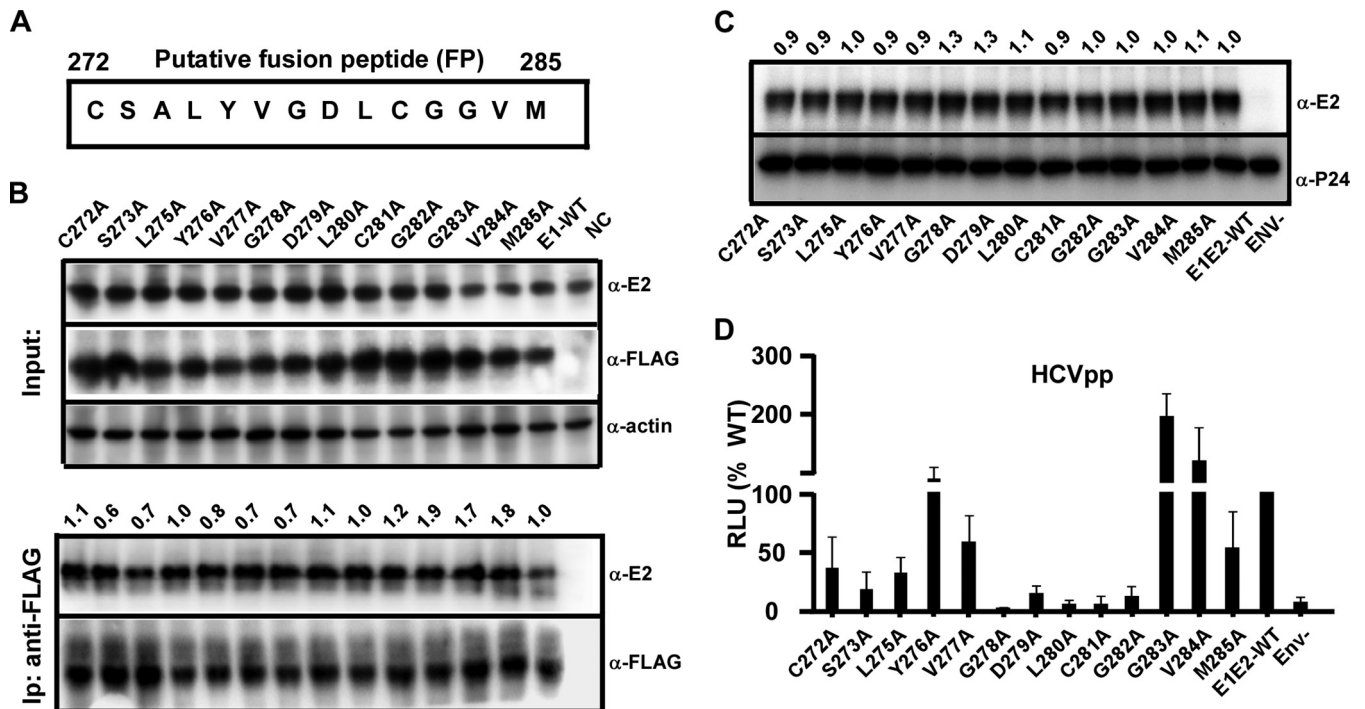 A
272 Putative fusion peptide (FP) 285
C S A L Y V G D L C G G V M
B
C272A S273A L275A Y276A V277A G278A D279A L280A C281A G282A G283A V284A M285A E1-WT NC
Input:
α-E2
α-FLAG
α-actin
1.1 0.6 0.7 1.0 0.8 0.7 0.7 1.1 1.0 1.2 1.9 1.7 1.8 1.0
Ip: anti-FLAG
α-E2
α-FLAG
C
0.9 0.9 1.0 0.9 0.9 1.3 1.3 1.1 0.9 1.0 1.0 1.0 1.1 1.0
α-E2
α-P24
C272A S273A L275A Y276A V277A G278A D279A L280A C281A G282A G283A V284A M285A E1E2-WT ENV-
D
HCVpp
RLU (% WT)
300
200
100
50
0
C272A S273A L275A Y276A V277A G278A D279A L280A C281A G282A G283A V284A M285A E1E2-WT Env-